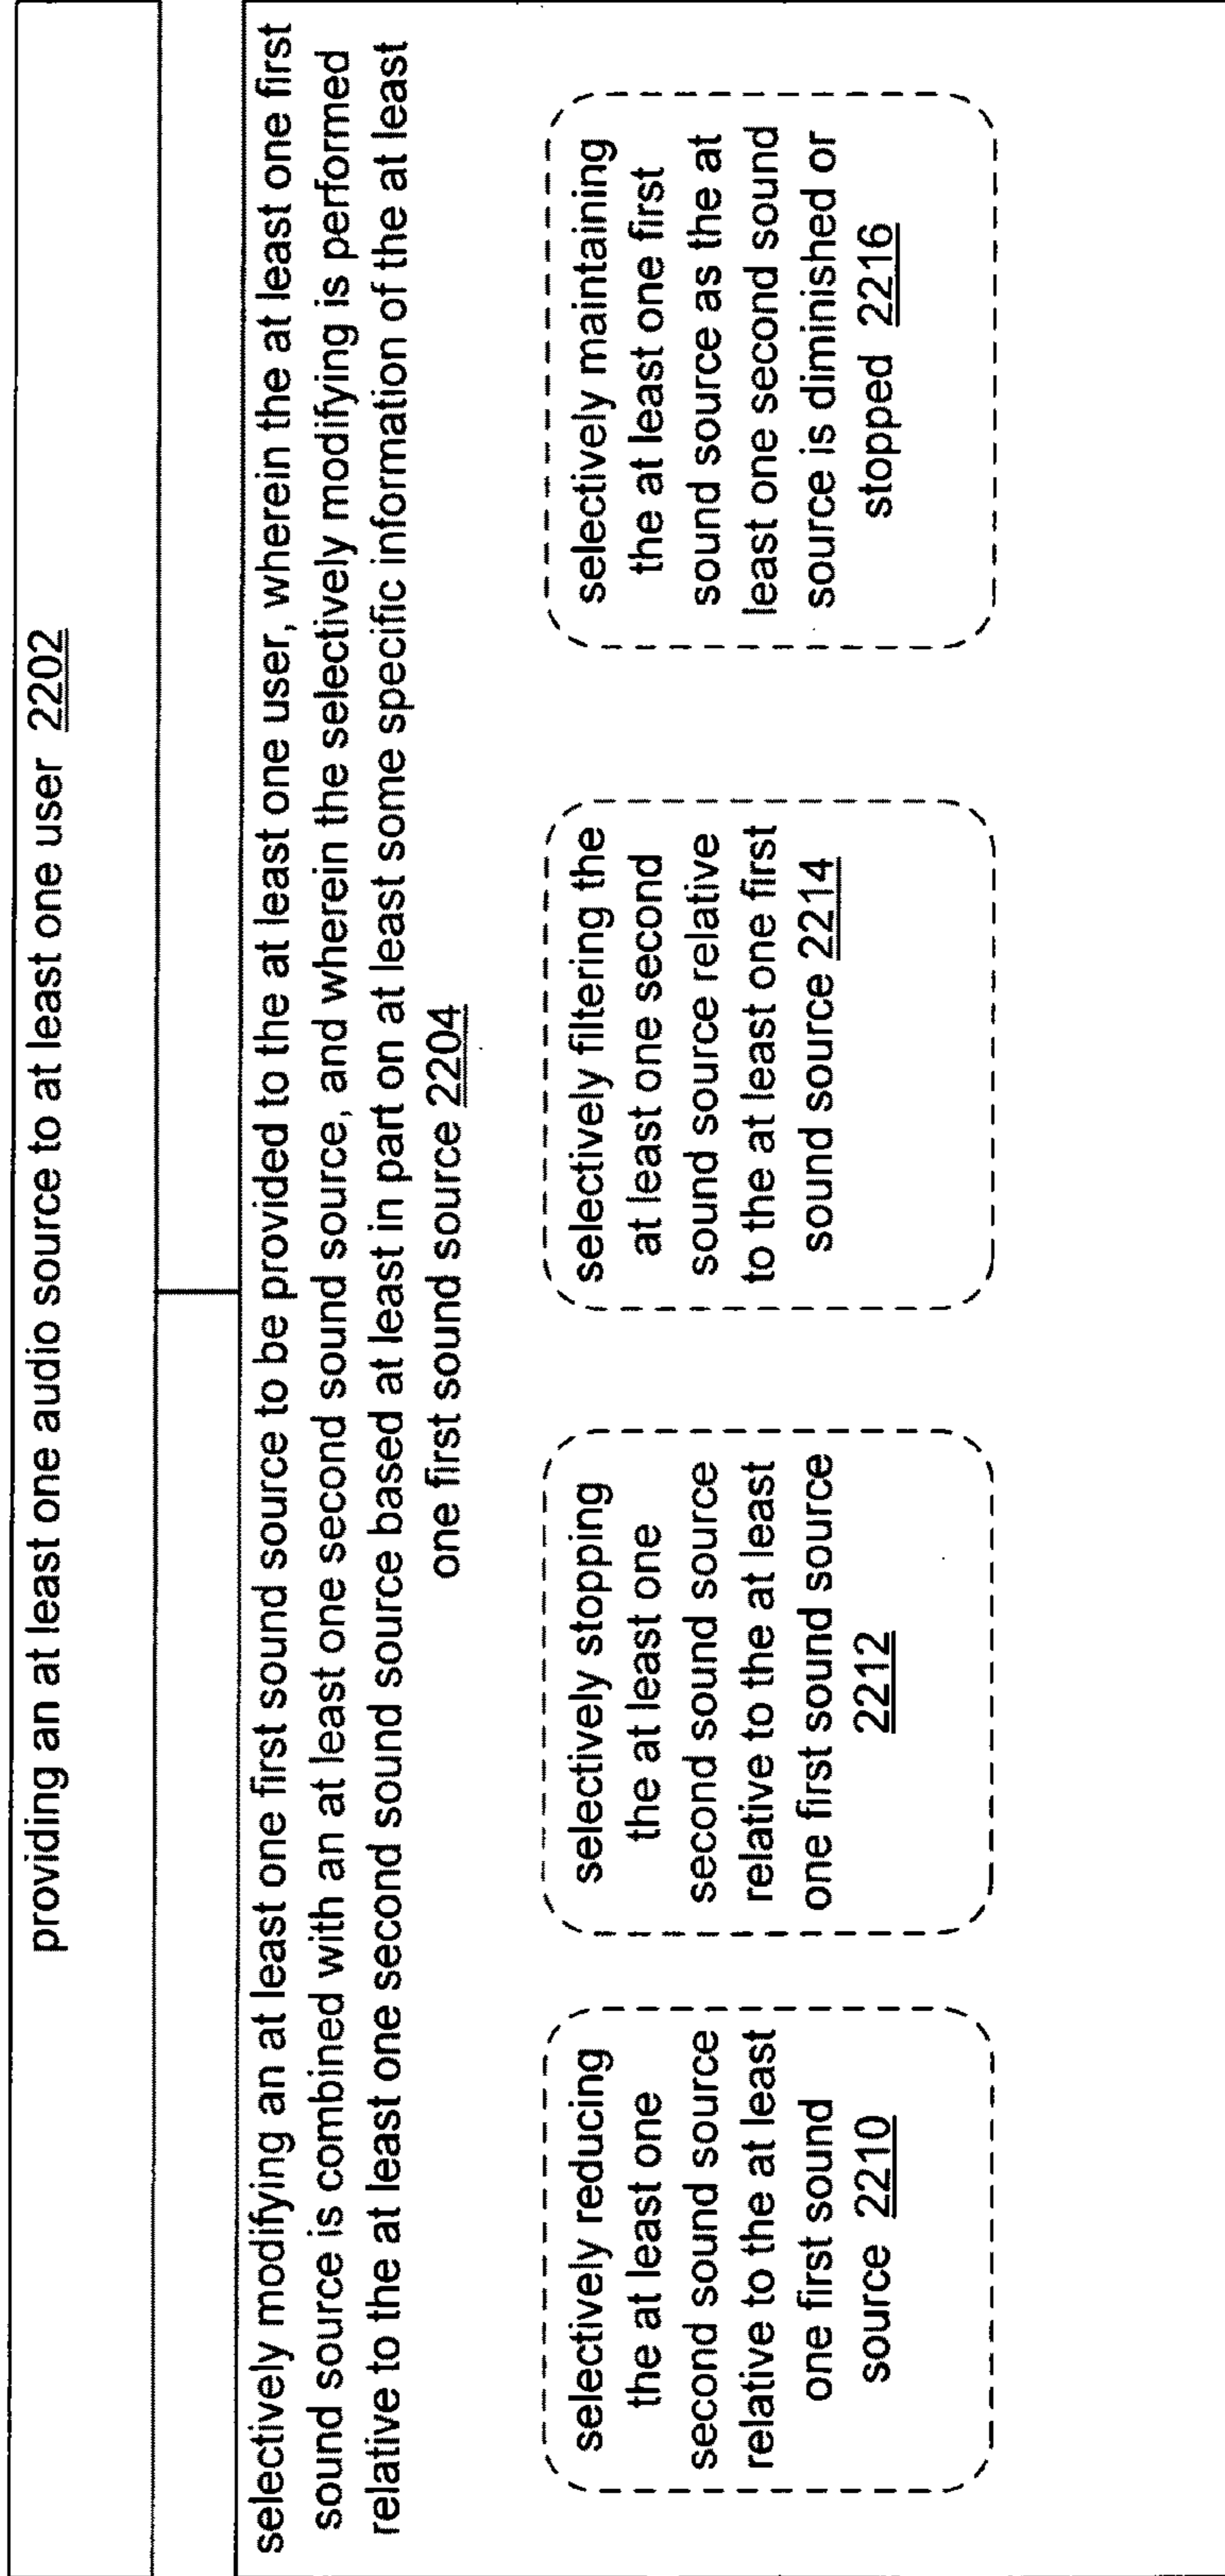 providing an at least one audio source to at least one user 2202
selectively modifying an at least one first sound source to be provided to the at least one user, wherein the at least one first
sound source is combined with an at least one second sound source, and wherein the selectively modifying is performed
relative to the at least one second sound source based at least in part on at least some specific information of the at least
one first sound source 2204
selectively reducing
the at least one
second sound source
relative to the at least
one first sound
source 2210
selectively stopping
the at least one
second sound source
relative to the at least
one first sound source
2212
selectively filtering the
at least one second
sound source relative
to the at least one first
sound source 2214
selectively maintaining
the at least one first
sound source as the at
least one second sound
source is diminished or
stopped 2216